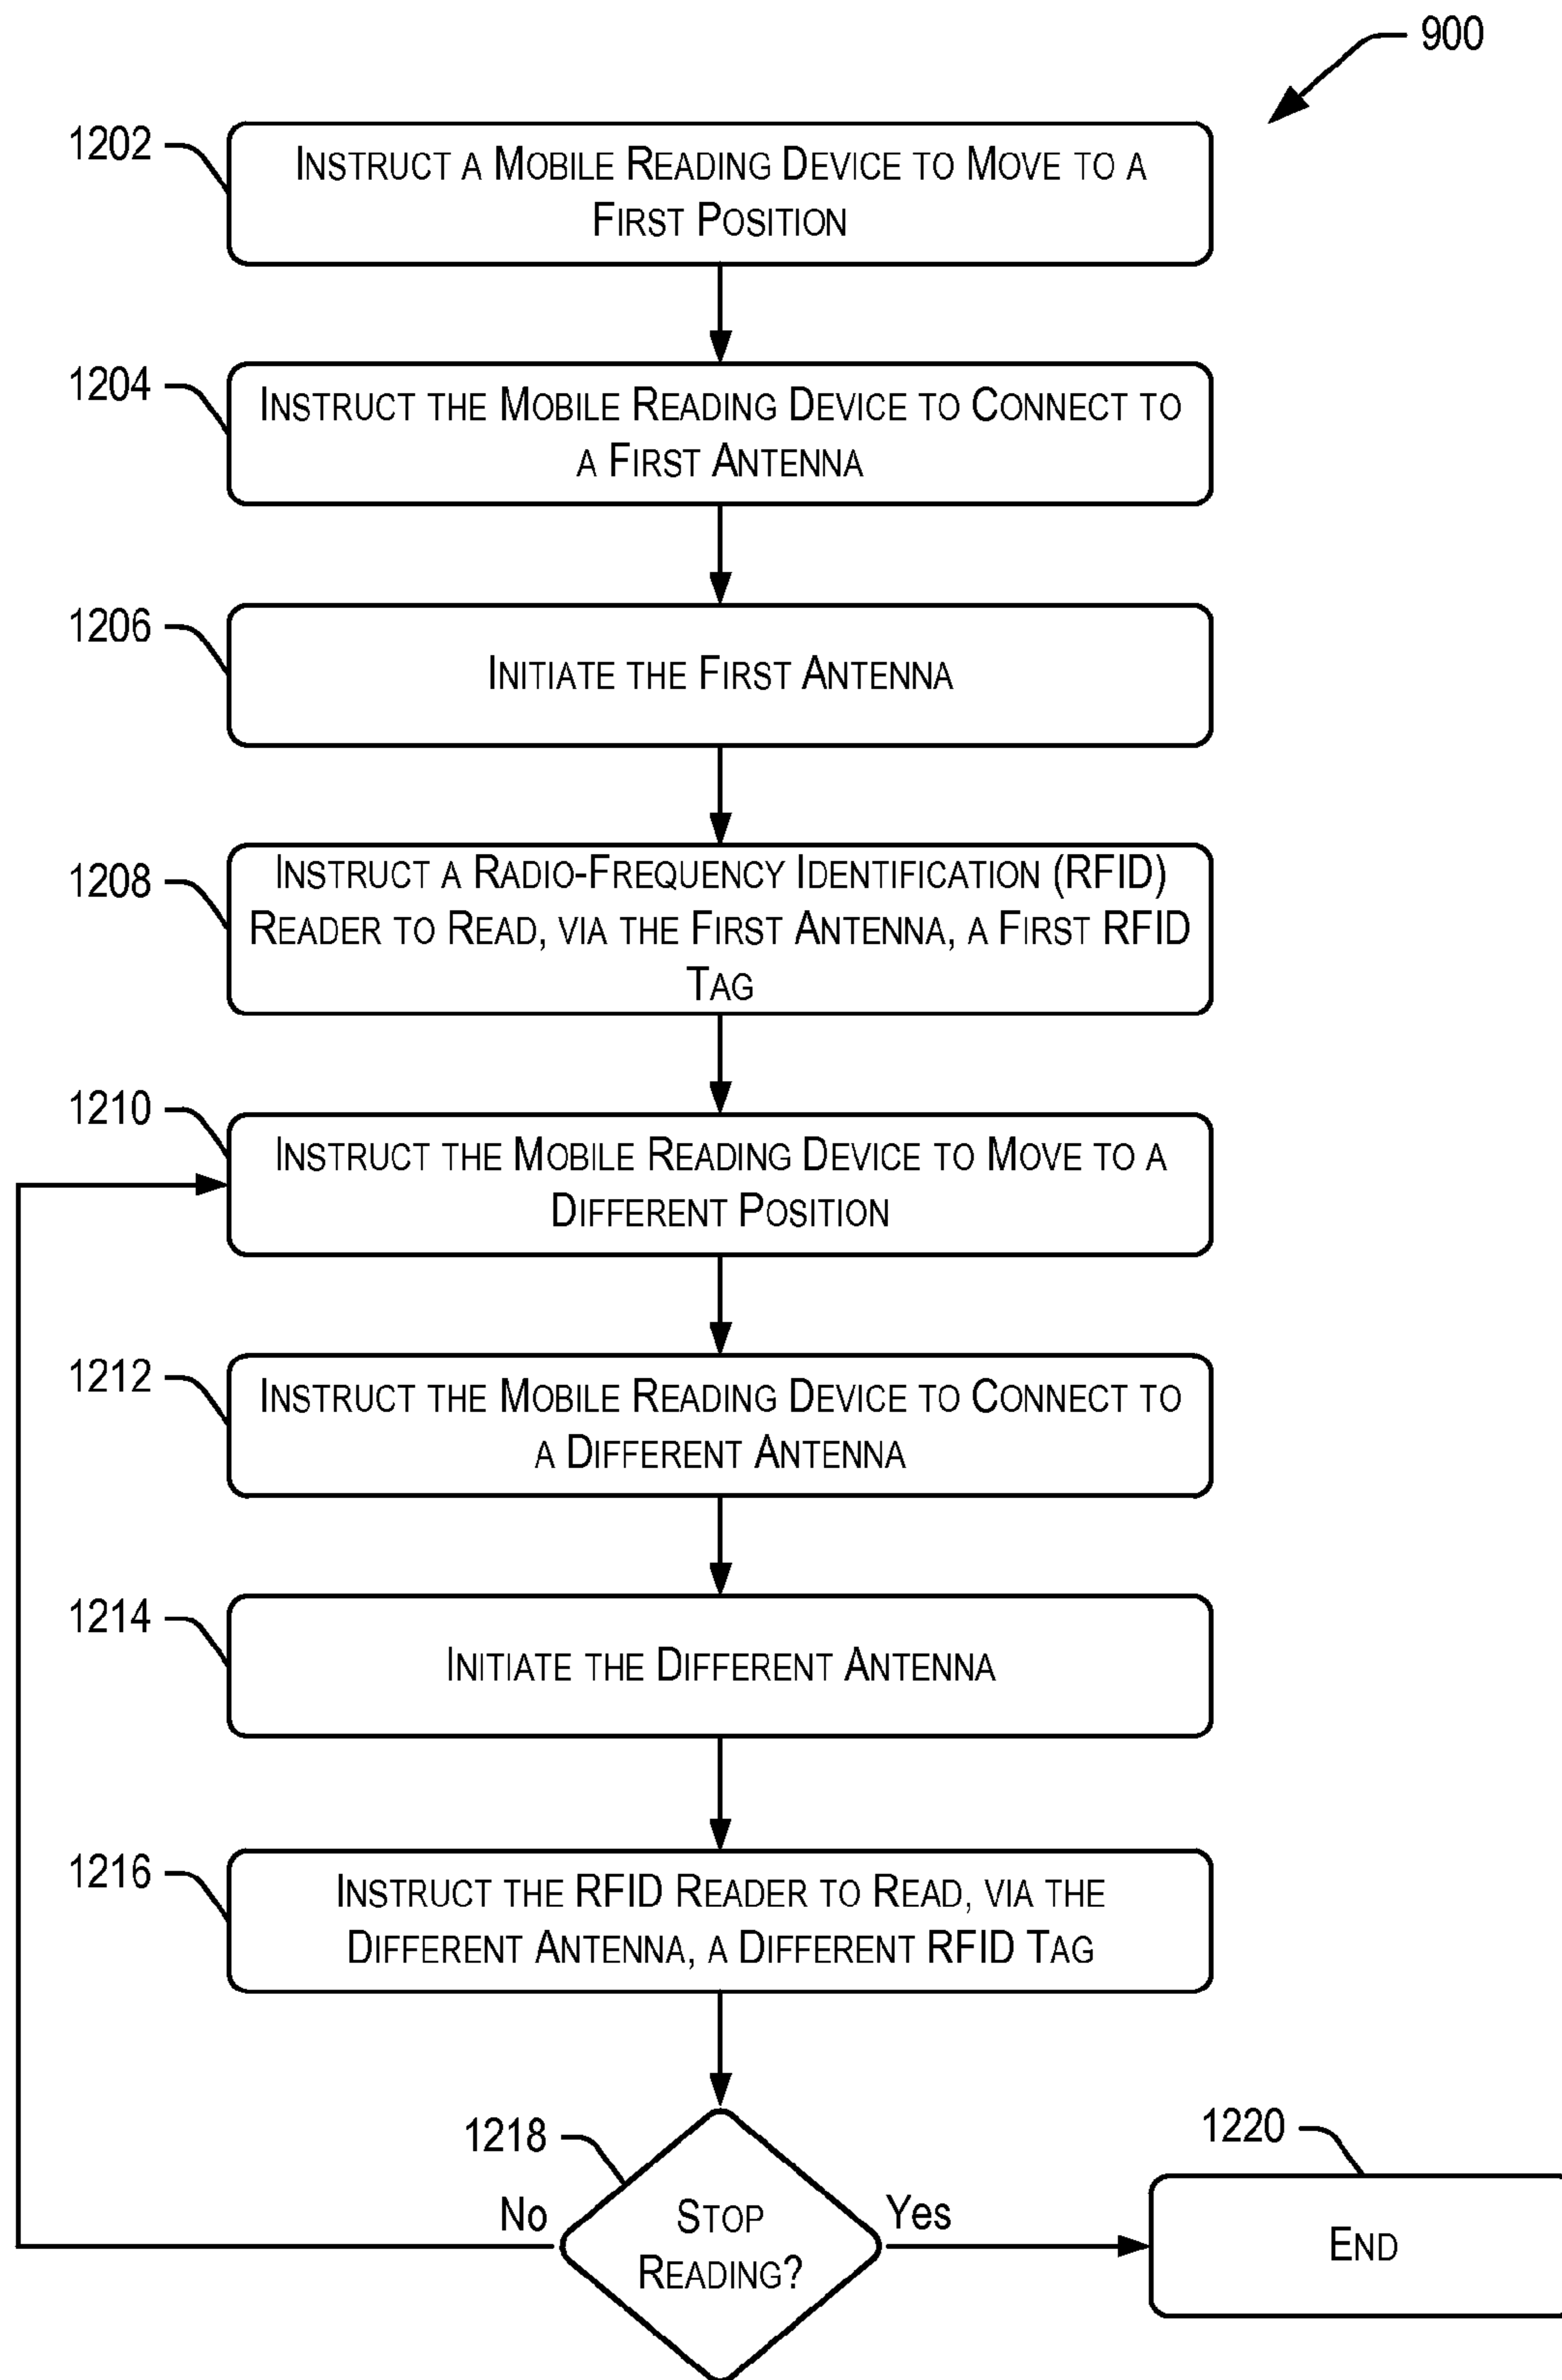 900
1202
INSTRUCT A MOBILE READING DEVICE TO MOVE TO A
FIRST POSITION
1204
INSTRUCT THE MOBILE READING DEVICE TO CONNECT TO
A FIRST ANTENNA
1206
INITIATE THE FIRST ANTENNA
1208
INSTRUCT A RADIO-FREQUENCY IDENTIFICATION (RFID)
READER TO READ, VIA THE FIRST ANTENNA, A FIRST RFID
TAG
1210
INSTRUCT THE MOBILE READING DEVICE TO MOVE TO A
DIFFERENT POSITION
1212
INSTRUCT THE MOBILE READING DEVICE TO CONNECT TO
A DIFFERENT ANTENNA
1214
INITIATE THE DIFFERENT ANTENNA
1216
INSTRUCT THE RFID READER TO READ, VIA THE
DIFFERENT ANTENNA, A DIFFERENT RFID TAG
1218
No
STOP
READING?
Yes
1220
END